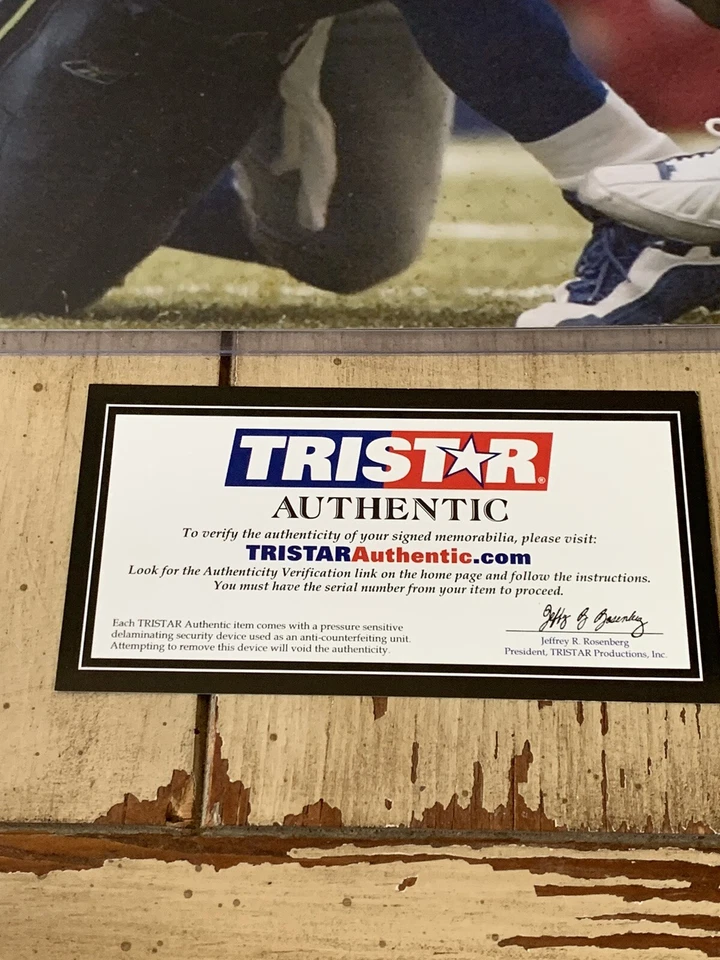 TRISTAR®
AUTHENTIC
To verify the authenticity of your signed memorabilia, please visit:
TRISTARAuthentic.com
Look for the Authenticity Verification link on the home page and follow the instructions.
You must have the serial number from your item to proceed.
Each TRISTAR Authentic item comes with a pressure sensitive
delaminating security device used as an anti-counterfeiting unit.
Attempting to remove this device will void the authenticity.
Jeffrey R. Rosenberg
Jeffrey R. Rosenberg
President, TRISTAR Productions, Inc.